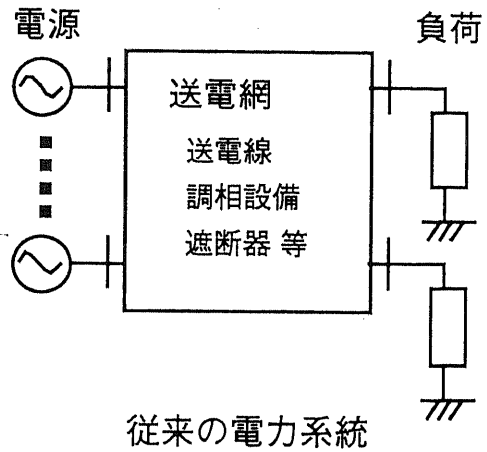 電源
負荷
送電網
送電線
調相設備
遮断器 等
従来の電力系統